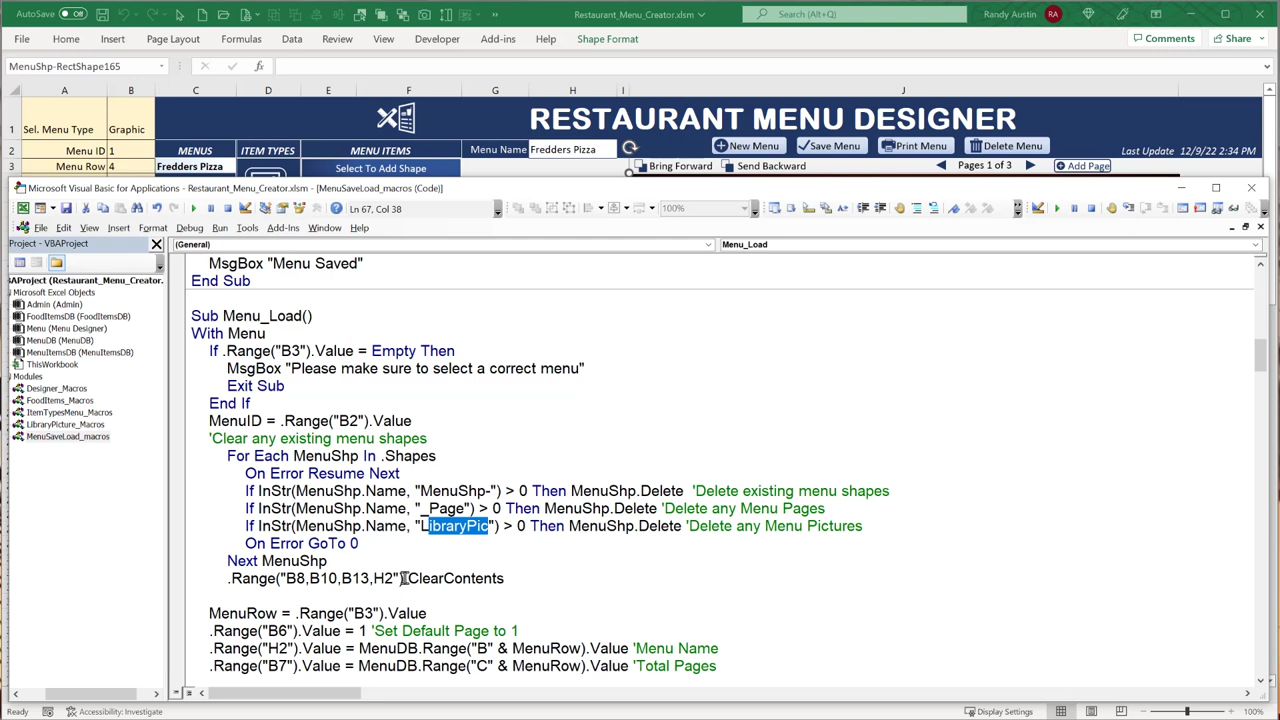 AutoSave Off
Restaurant_Menu_Creator.xlsm
Search (Alt+Q)
Randy Austin
RA
File Home Insert Page Layout Formulas Data Review View Developer Add-ins Help Shape Format
Comments Share
MenuShp-RectShape165
fx
A B C D E F G H I J
1 Sel. Menu Type Graphic
RESTAURANT MENU DESIGNER
2 Menu ID 1 MENUS ITEM TYPES MENU ITEMS Menu Name Fredders Pizza New Menu Save Menu Print Menu Delete Menu Last Update 12/9/22 2:34 PM
3 Menu Row 4 Fredders Pizza Select To Add Shape Bring Forward Send Backward Pages 1 of 3 Add Page
Microsoft Visual Basic for Applications - Restaurant_Menu_Creator.xlsm - [MenuSaveLoad_macros (Code)]
Ln 67, Col 38
100%
File Edit View Insert Format Debug Run Tools Add-Ins Window Help
Project - VBAProject
(General)
Menu_Load
BAProject (Restaurant_Menu_Creator.
Microsoft Excel Objects
Admin (Admin)
FoodItemsDB (FoodItemsDB)
Menu (Menu Designer)
MenuDB (MenuDB)
MenuItemsDB (MenuItemsDB)
ThisWorkbook
Modules
Designer_Macros
FoodItems_Macros
ItemTypesMenu_Macros
LibraryPicture_Macros
MenuSaveLoad_macros
MsgBox "Menu Saved"
End Sub
Sub Menu_Load()
With Menu
If .Range("B3").Value = Empty Then
MsgBox "Please make sure to select a correct menu"
Exit Sub
End If
MenuID = .Range("B2").Value
'Clear any existing menu shapes
For Each MenuShp In .Shapes
On Error Resume Next
If InStr(MenuShp.Name, "MenuShp-") > 0 Then MenuShp.Delete 'Delete existing menu shapes
If InStr(MenuShp.Name, "_Page") > 0 Then MenuShp.Delete 'Delete any Menu Pages
If InStr(MenuShp.Name, "LibraryPic") > 0 Then MenuShp.Delete 'Delete any Menu Pictures
On Error GoTo 0
Next MenuShp
.Range("B8,B10,B13,H2").ClearContents
MenuRow = .Range("B3").Value
.Range("B6").Value = 1 'Set Default Page to 1
.Range("H2").Value = MenuDB.Range("B" & MenuRow).Value 'Menu Name
.Range("B7").Value = MenuDB.Range("C" & MenuRow).Value 'Total Pages
Ready
Accessibility: Investigate
Display Settings
100%